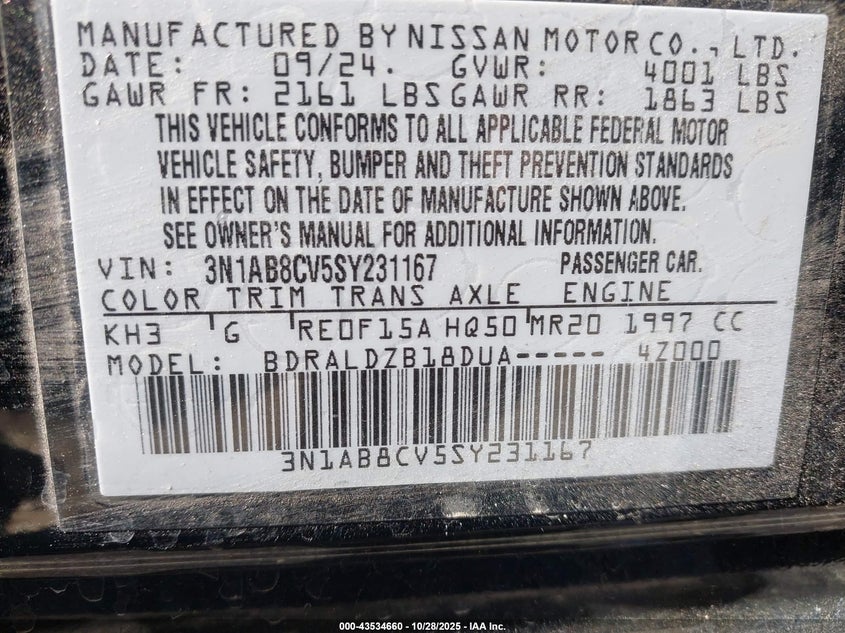 MANUFACTURED BY NISSAN MOTOR CO., LTD.
DATE: 09/24. GVWR: 4001 LBS
GAWR FR: 2161 LBS GAWR RR: 1863 LBS
THIS VEHICLE CONFORMS TO ALL APPLICABLE FEDERAL MOTOR
VEHICLE SAFETY, BUMPER AND THEFT PREVENTION STANDARDS
IN EFFECT ON THE DATE OF MANUFACTURE SHOWN ABOVE.
SEE OWNER'S MANUAL FOR ADDITIONAL INFORMATION.
VIN: 3N1AB8CV5SY231167 PASSENGER CAR.
COLOR TRIM TRANS AXLE ENGINE
KH3 G RE0F15A HQ50 MR20 1997 CC
MODEL: BDRALDZB18DUA----- 4Z000
3N1AB8CV5SY231167
000-43534660 - 10/28/2025 - IAA Inc.